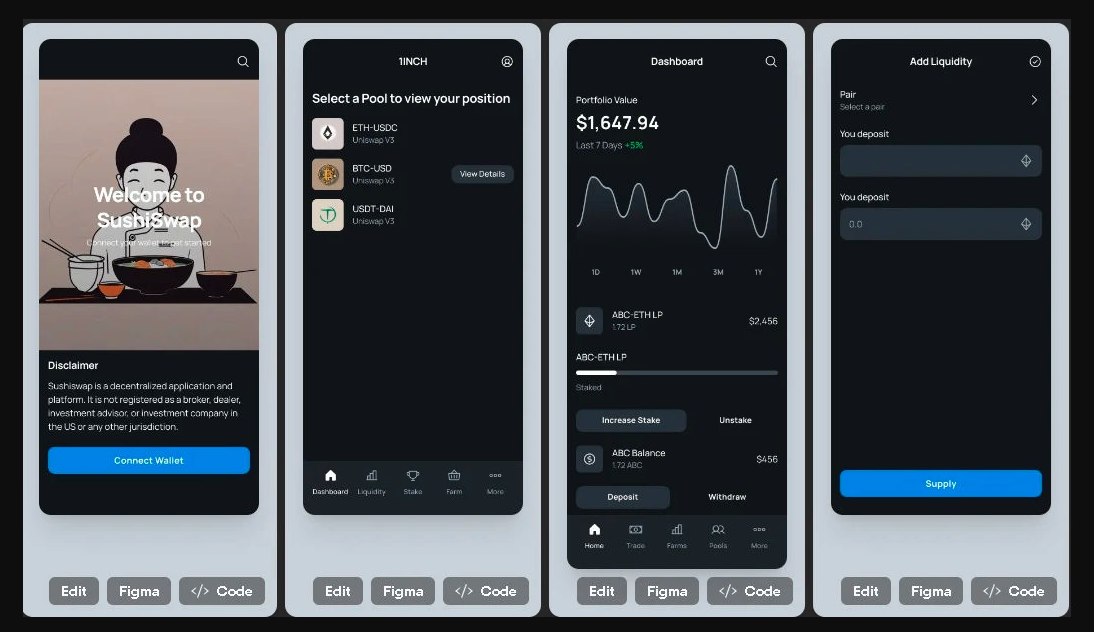 Welcome to
SushiSwap
Connect your wallet to get started
Disclaimer
Sushiswap is a decentralized application and
platform. It is not registered as a broker, dealer,
investment advisor, or investment company in
the US or any other jurisdiction.
Connect Wallet
Edit
Figma
</> Code
1INCH
Select a Pool to view your position
ETH-USDC
Uniswap V3
BTC-USD
Uniswap V3
View Details
USDT-DAI
Uniswap V3
Dashboard
Liquidity
Stake
Farm
More
Edit
Figma
</> Code
Dashboard
Portfolio Value
$1,647.94
Last 7 Days +5%
1D 1W 1M 3M 1Y
ABC-ETH LP
1.72 LP
$2,456
ABC-ETH LP
Staked
Increase Stake
Unstake
ABC Balance
1.72 ABC
$456
Deposit
Withdraw
Home
Trade
Farms
Pools
More
Edit
Figma
</> Code
Add Liquidity
Pair
Select a pair
You deposit
You deposit
0.0
Supply
Edit
Figma
</> Code